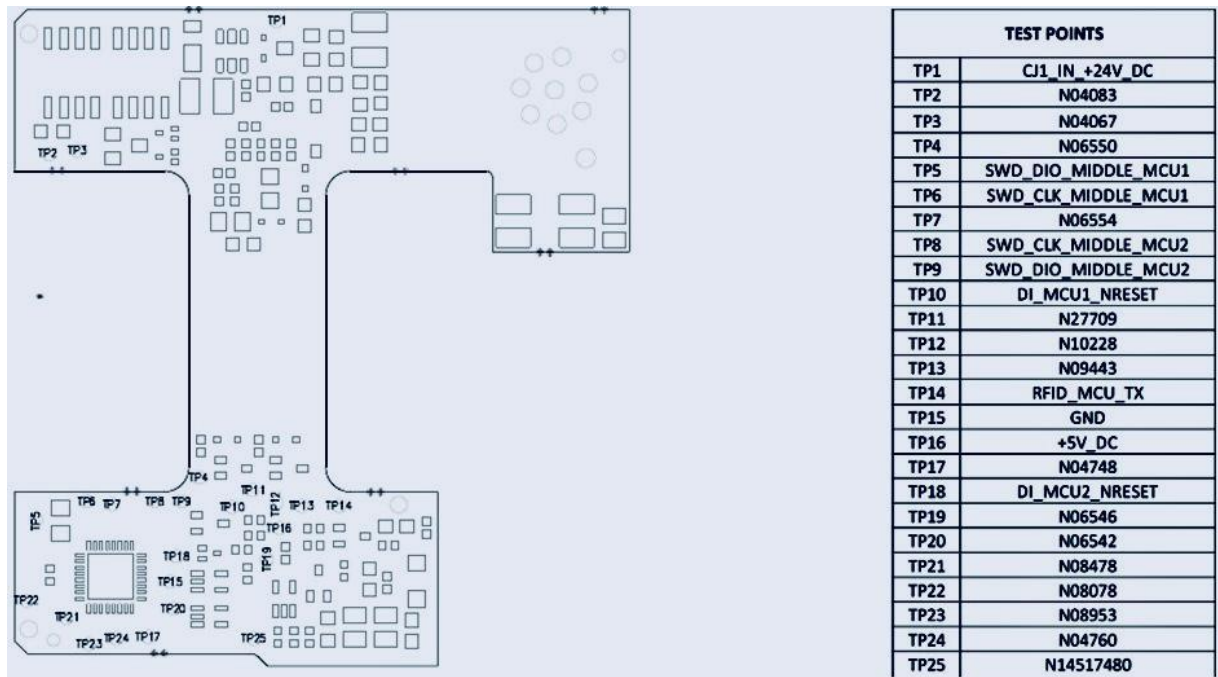 TP1
TP2 TP3
TP4
TP11
TP6 TP7 TP8 TP9
TP10 TP12 TP13 TP14
TP5
TP16
TP18 TP19
TP15
TP22
TP21 TP20
TP23 TP24 TP17 TP25
TEST POINTS
TP1 CJ1_IN_+24V_DC
TP2 N04083
TP3 N04067
TP4 N06550
TP5 SWD_DIO_MIDDLE_MCU1
TP6 SWD_CLK_MIDDLE_MCU1
TP7 N06554
TP8 SWD_CLK_MIDDLE_MCU2
TP9 SWD_DIO_MIDDLE_MCU2
TP10 DI_MCU1_NRESET
TP11 N27709
TP12 N10228
TP13 N09443
TP14 RFID_MCU_TX
TP15 GND
TP16 +5V_DC
TP17 N04748
TP18 DI_MCU2_NRESET
TP19 N06546
TP20 N06542
TP21 N08478
TP22 N08078
TP23 N08953
TP24 N04760
TP25 N14517480